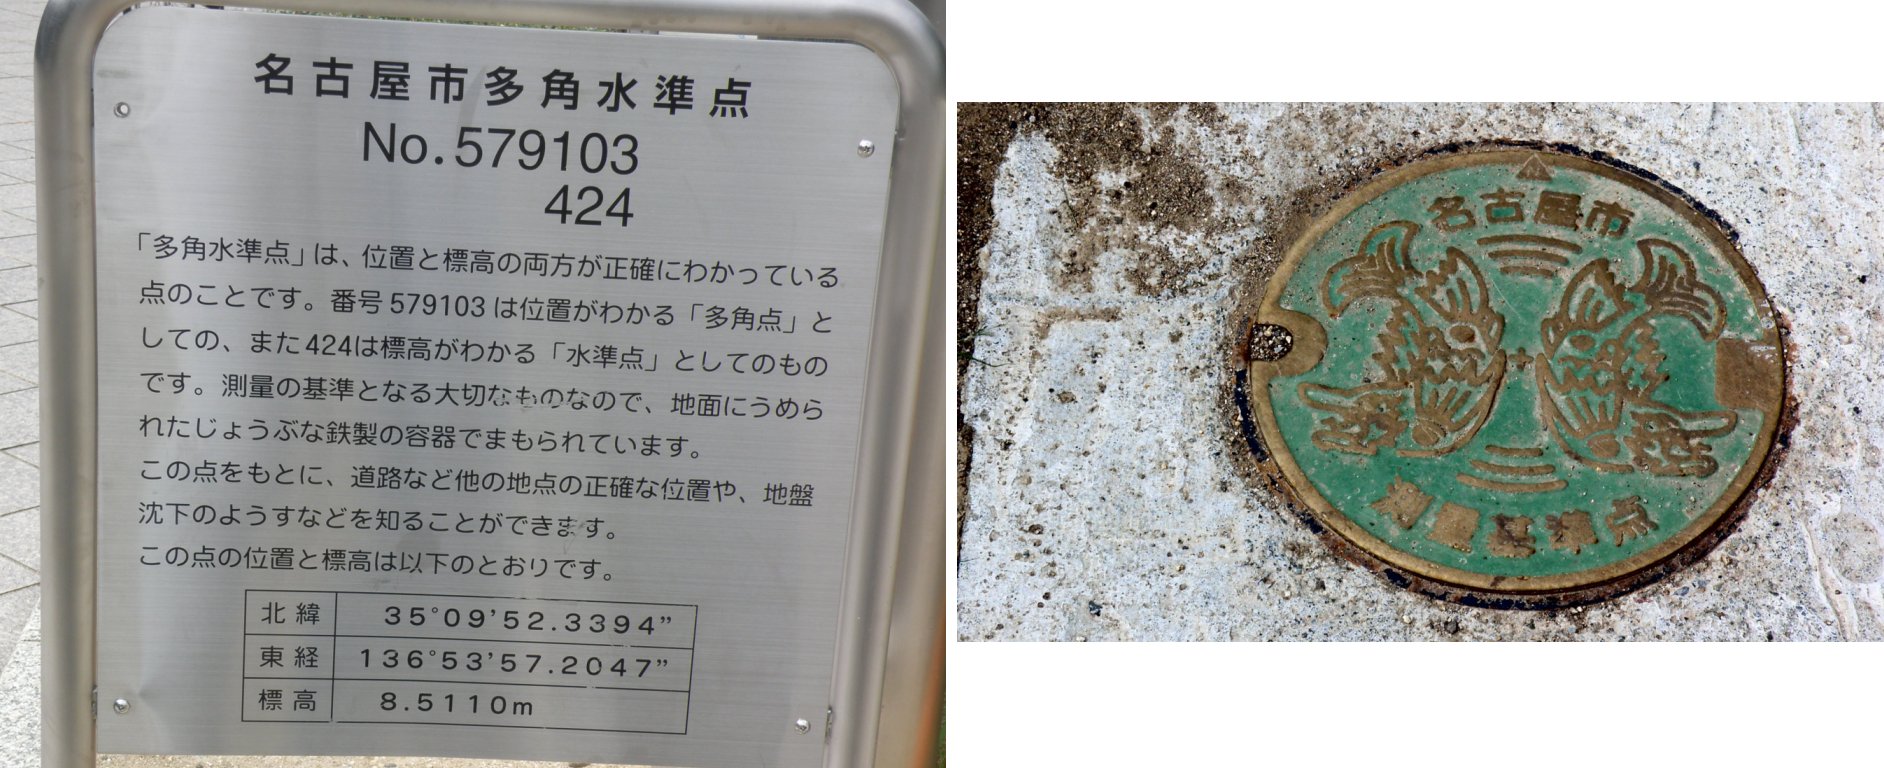 名古屋市多角水準点
No.579103
424
「多角水準点」は、位置と標高の両方が正確にわかっている
点のことです。番号579103は位置がわかる「多角点」と
しての、また424は標高がわかる「水準点」としてのもの
です。測量の基準となる大切なものなので、地面にうめら
れたじょうぶな鉄製の容器でまもられています。
この点をもとに、道路など他の地点の正確な位置や、地盤
沈下のようすなどを知ることができます。
この点の位置と標高は以下のとおりです。
北緯 35°09’52.3394”
東経 136°53’57.2047”
標高 8.5110m
名古屋市
測量基準点